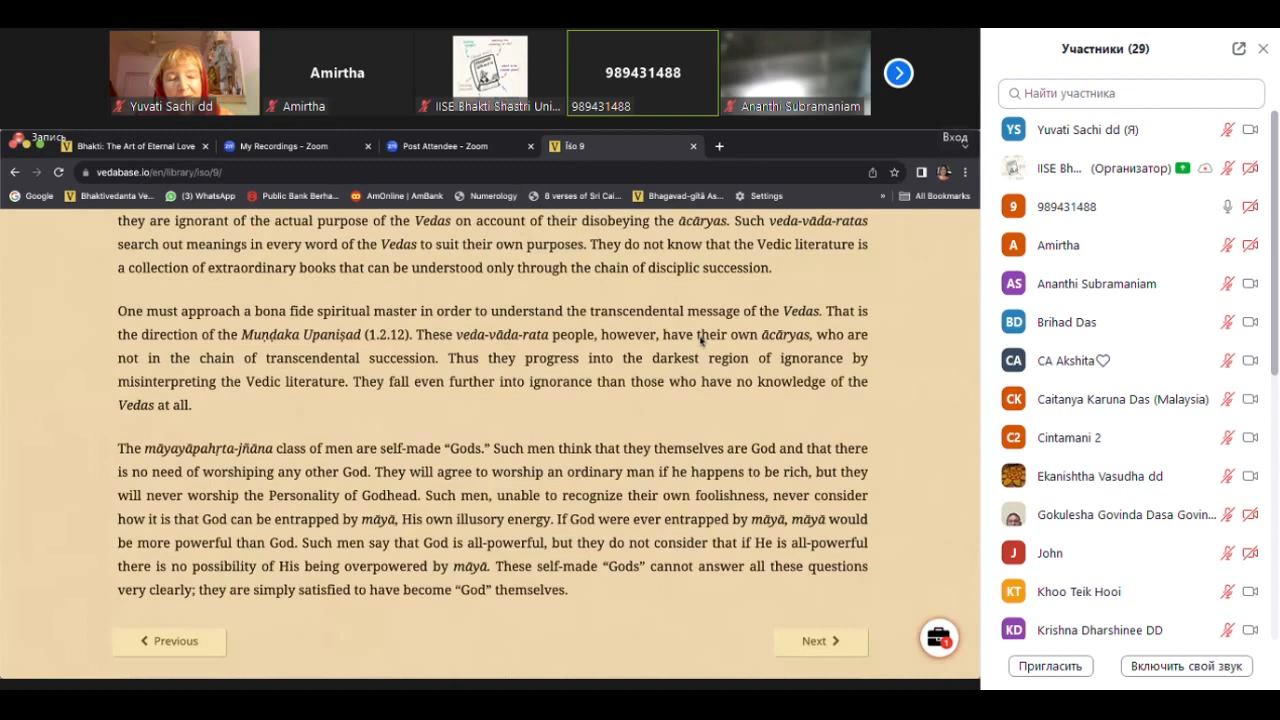 Amirtha
989431488
Yuvati Sachi dd
Amirtha
IISE Bhakti Shastri Uni...
989431488
Ananthi Subramaniam
Запись
Вход
Bhakti: The Art of Eternal Love
My Recordings - Zoom
Post Attendee - Zoom
Īśo 9
vedabase.io/en/library/iso/9/
Google
Bhaktivedanta Ve...
(3) WhatsApp
Public Bank Berha...
AmOnline | AmBank
Numerology
8 verses of Sri Cai...
Bhagavad-gītā As...
Settings
»
All Bookmarks
they are ignorant of the actual purpose of the Vedas on account of their disobeying the ācāryas. Such veda-vāda-ratas
search out meanings in every word of the Vedas to suit their own purposes. They do not know that the Vedic literature is
a collection of extraordinary books that can be understood only through the chain of disciplic succession.
One must approach a bona fide spiritual master in order to understand the transcendental message of the Vedas. That is
the direction of the Muṇḍaka Upaniṣad (1.2.12). These veda-vāda-rata people, however, have their own ācāryas, who are
not in the chain of transcendental succession. Thus they progress into the darkest region of ignorance by
misinterpreting the Vedic literature. They fall even further into ignorance than those who have no knowledge of the
Vedas at all.
The māyayāpahṛta-jñāna class of men are self-made “Gods.” Such men think that they themselves are God and that there
is no need of worshiping any other God. They will agree to worship an ordinary man if he happens to be rich, but they
will never worship the Personality of Godhead. Such men, unable to recognize their own foolishness, never consider
how it is that God can be entrapped by māyā, His own illusory energy. If God were ever entrapped by māyā, māyā would
be more powerful than God. Such men say that God is all-powerful, but they do not consider that if He is all-powerful
there is no possibility of His being overpowered by māyā. These self-made “Gods” cannot answer all these questions
very clearly; they are simply satisfied to have become “God” themselves.
Previous
Next
1
Участники (29)
Найти участника
YS Yuvati Sachi dd (Я)
IISE Bh... (Организатор)
9 989431488
A Amirtha
AS Ananthi Subramaniam
BD Brihad Das
CA CA Akshita♡
CK Caitanya Karuna Das (Malaysia)
C2 Cintamani 2
Ekanishtha Vasudha dd
Gokulesha Govinda Dasa Govin...
J John
KT Khoo Teik Hooi
KD Krishna Dharshinee DD
Пригласить
Включить свой звук